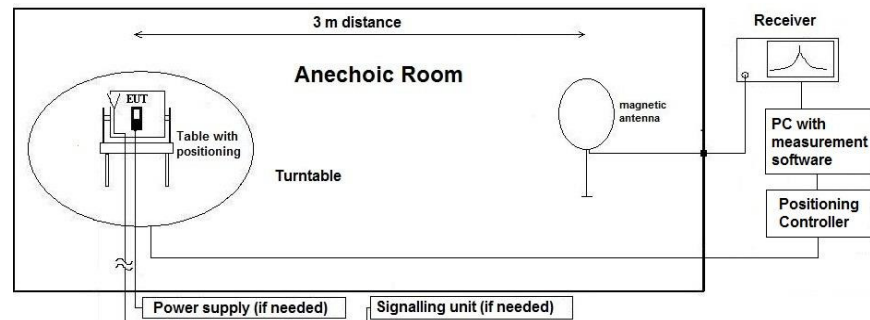 3 m distance
Receiver
Anechoic Room
EUT
Table with
positioning
magnetic
antenna
PC with
measurement
software
Turntable
Positioning
Controller
Power supply (if needed)
Signalling unit (if needed)